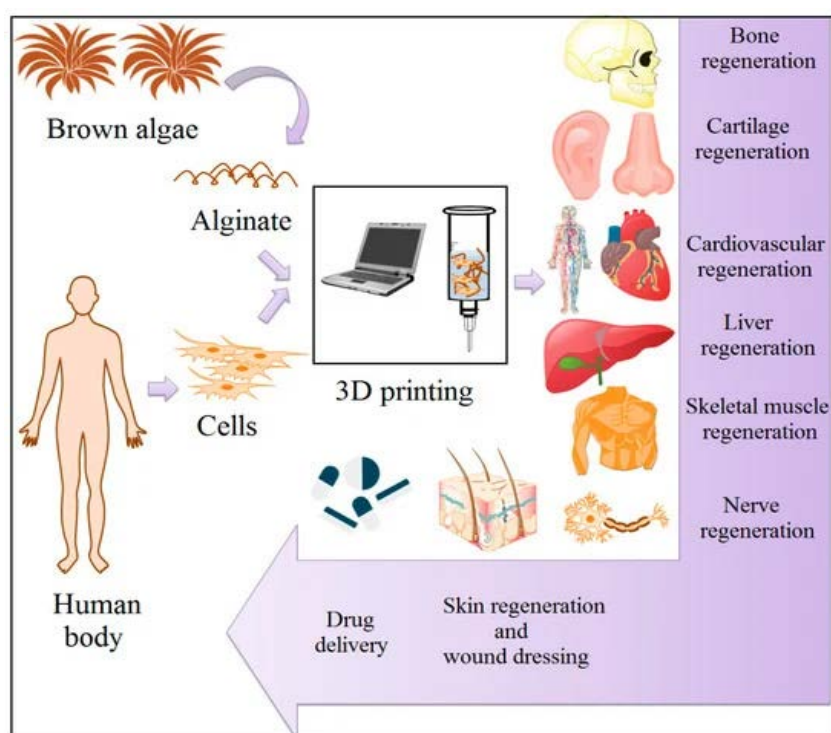 Brown algae
Alginate
Cells
Human
body
3D printing
Bone
regeneration
Cartilage
regeneration
Cardiovascular
regeneration
Liver
regeneration
Skeletal muscle
regeneration
Nerve
regeneration
Skin regeneration
and
wound dressing
Drug
delivery